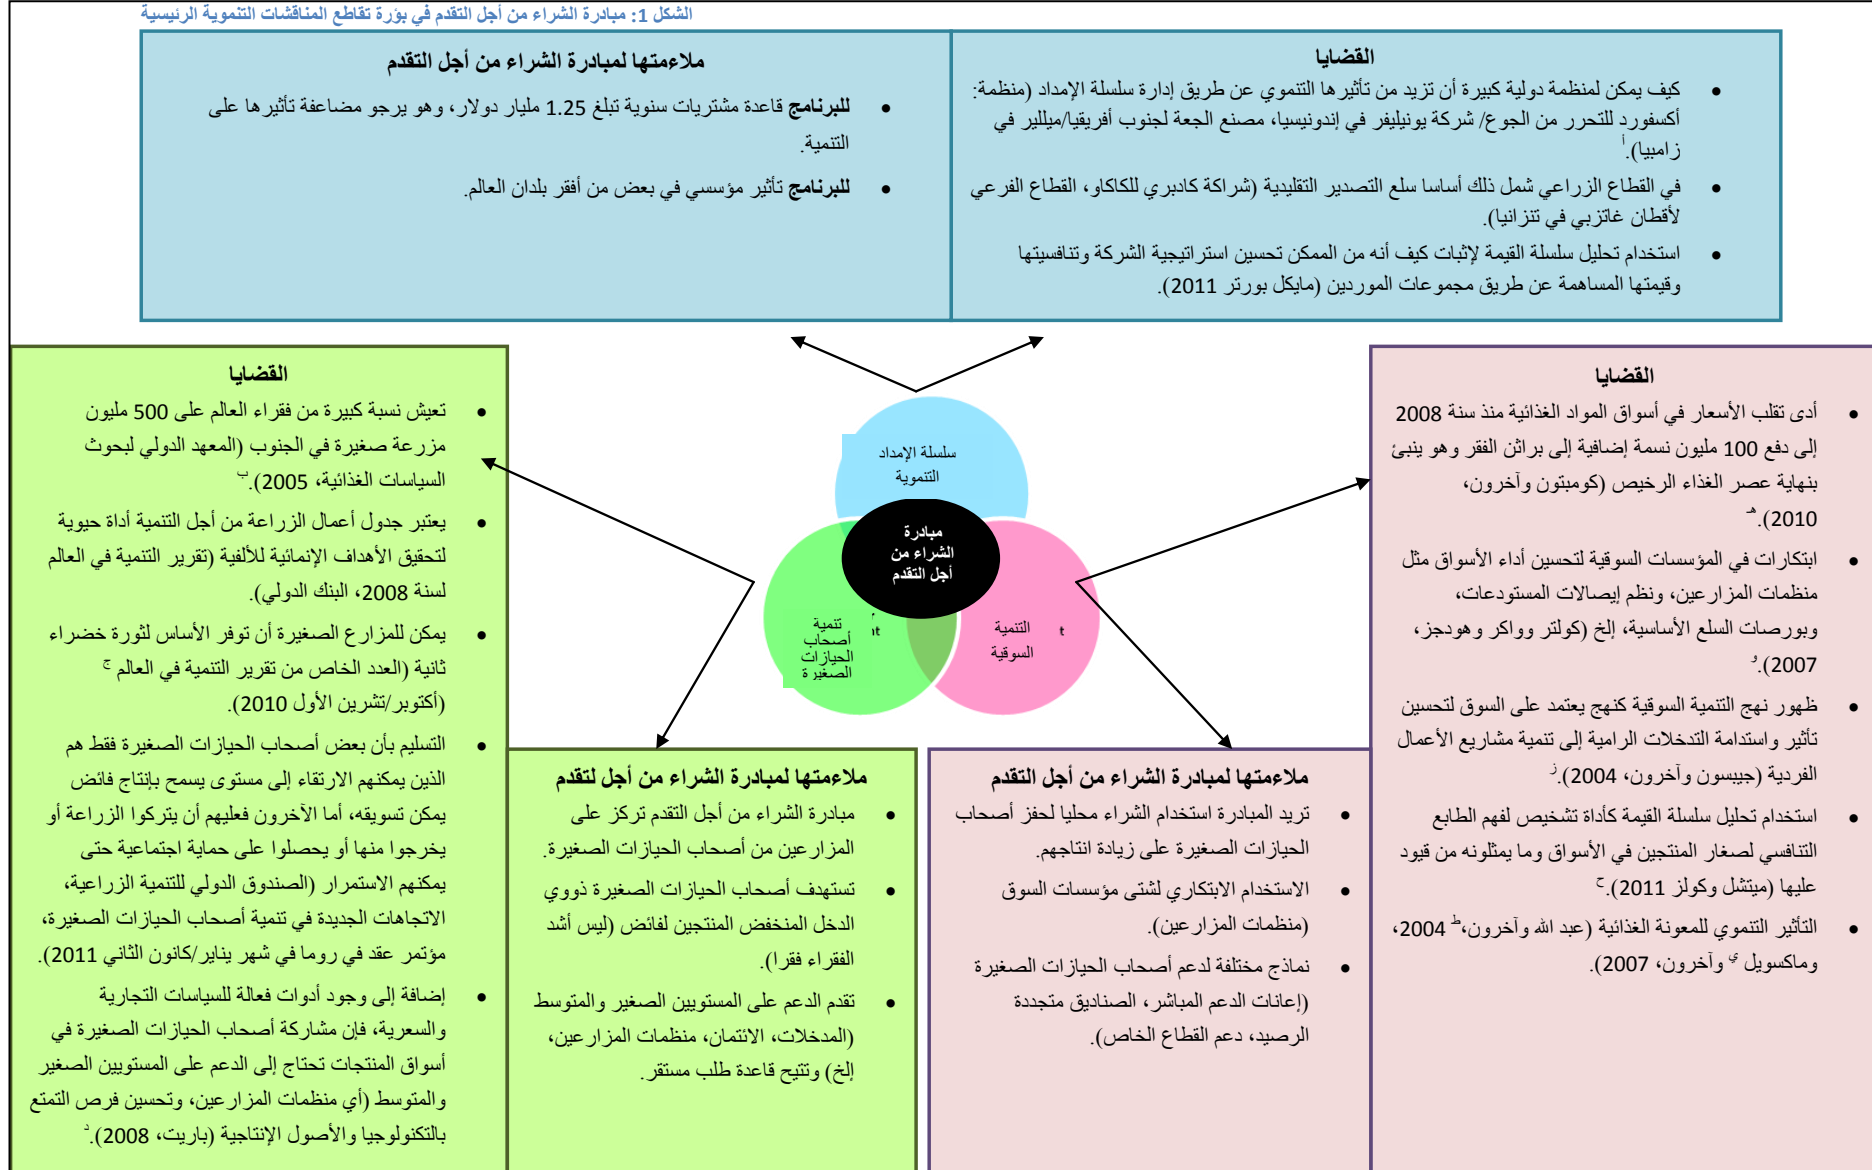 الشكل 1: مبادرة الشراء من أجل التقدم في بؤرة تقاطع المناقشات التنموية الرئيسية
القضايا
• كيف يمكن لمنظمة دولية كبيرة أن تزيد من تأثيرها التنموي عن طريق إدارة سلسلة الإمداد (منظمة:
أكسفورد للتحرر من الجوع/ شركة يونيليفر في إندونيسيا، مصنع الجعة لجنوب أفريقيا/ميللير في
زامبيا).أ
• في القطاع الزراعي شمل ذلك أساسا سلع التصدير التقليدية (شراكة كادبري للكاكاو، القطاع الفرعي
لأقطان غاتزبي في تنزانيا).
• استخدام تحليل سلسلة القيمة لإثبات كيف أنه من الممكن تحسين استراتيجية الشركة وتنافسيتها
وقيمتها المساهمة عن طريق مجموعات الموردين (مايكل بورتر 2011).
ملاءمتها لمبادرة الشراء من أجل التقدم
• للبرنامج قاعدة مشتريات سنوية تبلغ 1.25 مليار دولار، وهو يرجو مضاعفة تأثيرها على
التنمية.
• للبرنامج تأثير مؤسسي في بعض من أفقر بلدان العالم.
القضايا
• أدى تقلب الأسعار في أسواق المواد الغذائية منذ سنة 2008
إلى دفع 100 مليون نسمة إضافية إلى براثن الفقر وهو ينبئ
بنهاية عصر الغذاء الرخيص (كومبتون وآخرون،
2010).هـ
• ابتكارات في المؤسسات السوقية لتحسين أداء الأسواق مثل
منظمات المزارعين، ونظم إيصالات المستودعات،
وبورصات السلع الأساسية، إلخ (كولتر وواكر وهودجز،
2007).و
• ظهور نهج التنمية السوقية كنهج يعتمد على السوق لتحسين
تأثير واستدامة التدخلات الرامية إلى تنمية مشاريع الأعمال
الفردية (جيبسون وآخرون، 2004).ز
• استخدام تحليل سلسلة القيمة كأداة تشخيص لفهم الطابع
التنافسي لصغار المنتجين في الأسواق وما يمثلونه من قيود
عليها (ميتشل وكولز 2011).ح
• التأثير التنموي للمعونة الغذائية (عبد الله وآخرون،ط 2004،
وماكسويل ي وآخرون، 2007).
سلسلة الإمداد
التنموية
مبادرة
الشراء من
أجل التقدم
التنمية
السوقية
t
تنمية
أصحاب
الحيازات
الصغيرة
nt
القضايا
• تعيش نسبة كبيرة من فقراء العالم على 500 مليون
مزرعة صغيرة في الجنوب (المعهد الدولي لبحوث
السياسات الغذائية، 2005).ب
• يعتبر جدول أعمال الزراعة من أجل التنمية أداة حيوية
لتحقيق الأهداف الإنمائية للألفية (تقرير التنمية في العالم
لسنة 2008، البنك الدولي).
• يمكن للمزارع الصغيرة أن توفر الأساس لثورة خضراء
ثانية (العدد الخاص من تقرير التنمية في العالم ج
(أكتوبر/تشرين الأول 2010).
• التسليم بأن بعض أصحاب الحيازات الصغيرة فقط هم
الذين يمكنهم الارتقاء إلى مستوى يسمح بإنتاج فائض
يمكن تسويقه، أما الآخرون فعليهم أن يتركوا الزراعة أو
يخرجوا منها أو يحصلوا على حماية اجتماعية حتى
يمكنهم الاستمرار (الصندوق الدولي للتنمية الزراعية،
الاتجاهات الجديدة في تنمية أصحاب الحيازات الصغيرة،
مؤتمر عقد في روما في شهر يناير/كانون الثاني 2011).
• إضافة إلى وجود أدوات فعالة للسياسات التجارية
والسعرية، فإن مشاركة أصحاب الحيازات الصغيرة في
أسواق المنتجات تحتاج إلى الدعم على المستويين الصغير
والمتوسط (أي منظمات المزارعين، وتحسين فرص التمتع
بالتكنولوجيا والأصول الإنتاجية (باريت، 2008).د
ملاءمتها لمبادرة الشراء من أجل التقدم
• تريد المبادرة استخدام الشراء محليا لحفز أصحاب
الحيازات الصغيرة على زيادة انتاجهم.
• الاستخدام الابتكاري لشتى مؤسسات السوق
(منظمات المزارعين).
• نماذج مختلفة لدعم أصحاب الحيازات الصغيرة
(إعانات الدعم المباشر، الصناديق متجددة
الرصيد، دعم القطاع الخاص).
ملاءمتها لمبادرة الشراء من أجل لتقدم
• مبادرة الشراء من أجل التقدم تركز على
المزارعين من أصحاب الحيازات الصغيرة.
• تستهدف أصحاب الحيازات الصغيرة ذووي
الدخل المنخفض المنتجين لفائض (ليس أشد
الفقراء فقرا).
• تقدم الدعم على المستويين الصغير والمتوسط
(المدخلات، الائتمان، منظمات المزارعين،
إلخ) وتتيح قاعدة طلب مستقر.